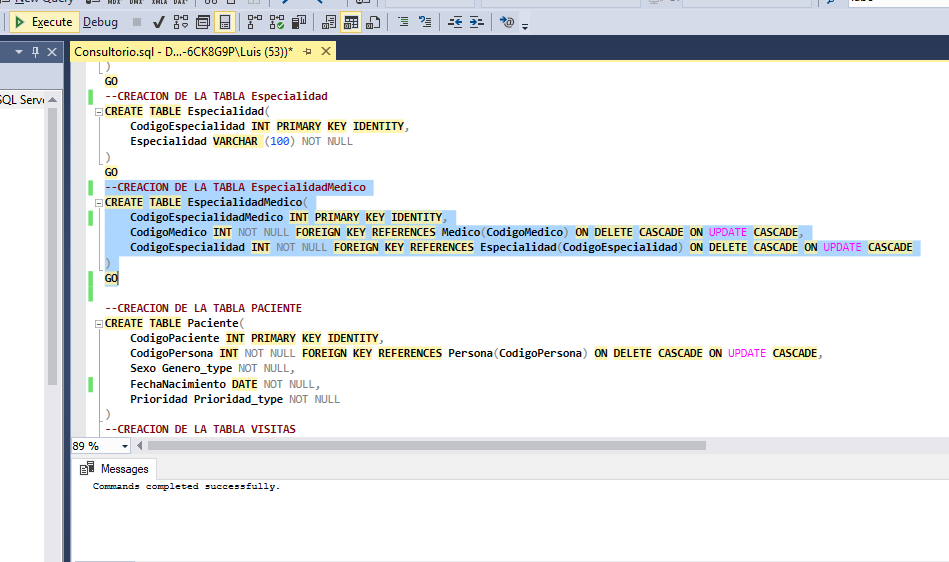 Execute Debug
Consultorio.sql - D...-6CK8G9P\Luis (53))*
SQL Serv
)
GO
--CREACION DE LA TABLA Especialidad
CREATE TABLE Especialidad(
CodigoEspecialidad INT PRIMARY KEY IDENTITY,
Especialidad VARCHAR (100) NOT NULL
)
GO
--CREACION DE LA TABLA EspecialidadMedico
CREATE TABLE EspecialidadMedico(
CodigoEspecialidadMedico INT PRIMARY KEY IDENTITY,
CodigoMedico INT NOT NULL FOREIGN KEY REFERENCES Medico(CodigoMedico) ON DELETE CASCADE ON UPDATE CASCADE,
CodigoEspecialidad INT NOT NULL FOREIGN KEY REFERENCES Especialidad(CodigoEspecialidad) ON DELETE CASCADE ON UPDATE CASCADE
)
GO
--CREACION DE LA TABLA PACIENTE
CREATE TABLE Paciente(
CodigoPaciente INT PRIMARY KEY IDENTITY,
CodigoPersona INT NOT NULL FOREIGN KEY REFERENCES Persona(CodigoPersona) ON DELETE CASCADE ON UPDATE CASCADE,
Sexo Genero_type NOT NULL,
FechaNacimiento DATE NOT NULL,
Prioridad Prioridad_type NOT NULL
)
--CREACION DE LA TABLA VISITAS
89 %
Messages
Commands completed successfully.